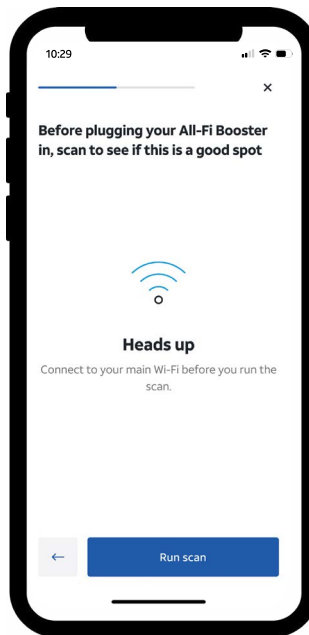 10:29
Before plugging your All-Fi Booster
in, scan to see if this is a good spot
Heads up
Connect to your main Wi-Fi before you run the
scan.
Run scan